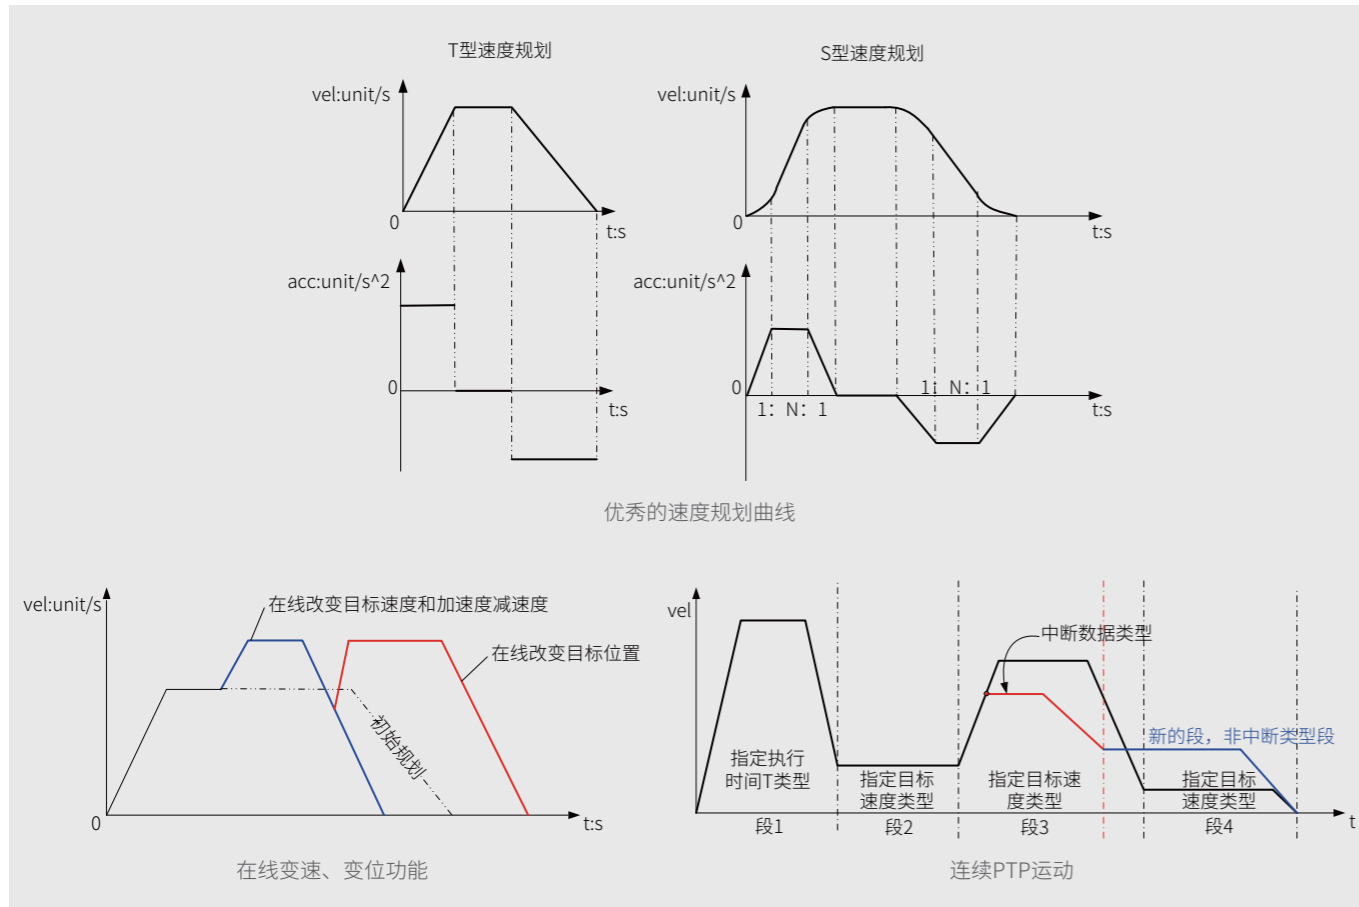 T型速度规划
S型速度规划
vel:unit/s
vel:unit/s
0
t:s
0
t:s
acc:unit/s^2
acc:unit/s^2
0
t:s
0
1：N：1
1：N：1
t:s
优秀的速度规划曲线
vel:unit/s
在线改变目标速度和加速度减速度
在线改变目标位置
初始规划
0
t:s
在线变速、变位功能
vel
中断数据类型
新的段，非中断类型段
指定执行
时间T类型
指定目标
速度类型
指定目标速
度类型
指定目标
速度类型
段1
段2
段3
段4
t
连续PTP运动